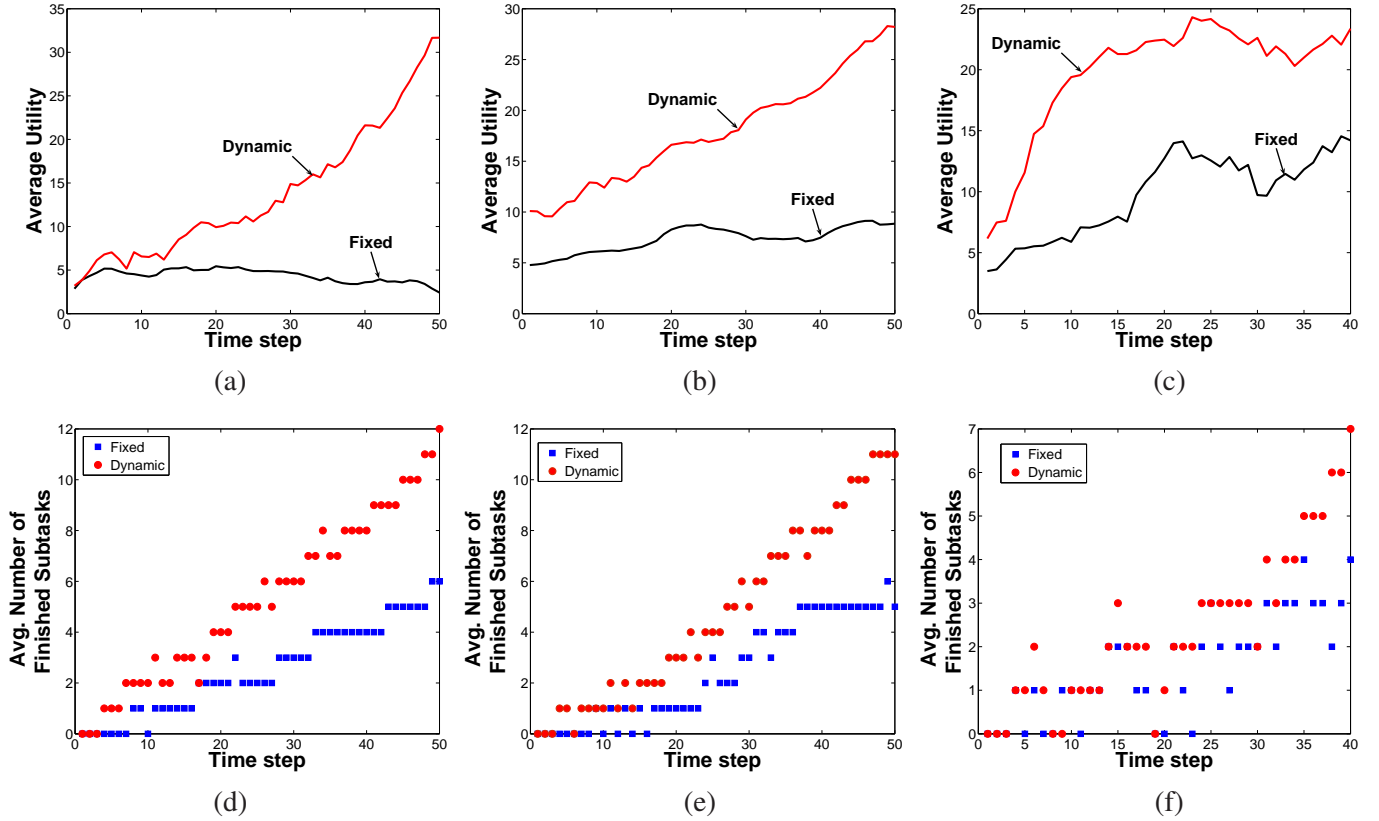 35
30
25
20
15
10
5
0
0 10 20 30 40 50
Average Utility
Time step
Dynamic
Fixed
(a)
30
25
20
15
10
5
0
0 10 20 30 40 50
Average Utility
Time step
Dynamic
Fixed
(b)
25
20
15
10
5
0
0 5 10 15 20 25 30 35 40
Average Utility
Time step
Dynamic
Fixed
(c)
12
10
8
6
4
2
0
0 10 20 30 40 50
Avg. Number of
Finished Subtasks
Time step
Fixed
Dynamic
(d)
12
10
8
6
4
2
0
0 10 20 30 40 50
Avg. Number of
Finished Subtasks
Time step
Fixed
Dynamic
(e)
7
6
5
4
3
2
1
0
0 5 10 15 20 25 30 35 40
Avg. Number of
Finished Subtasks
Time step
Fixed
Dynamic
(f)